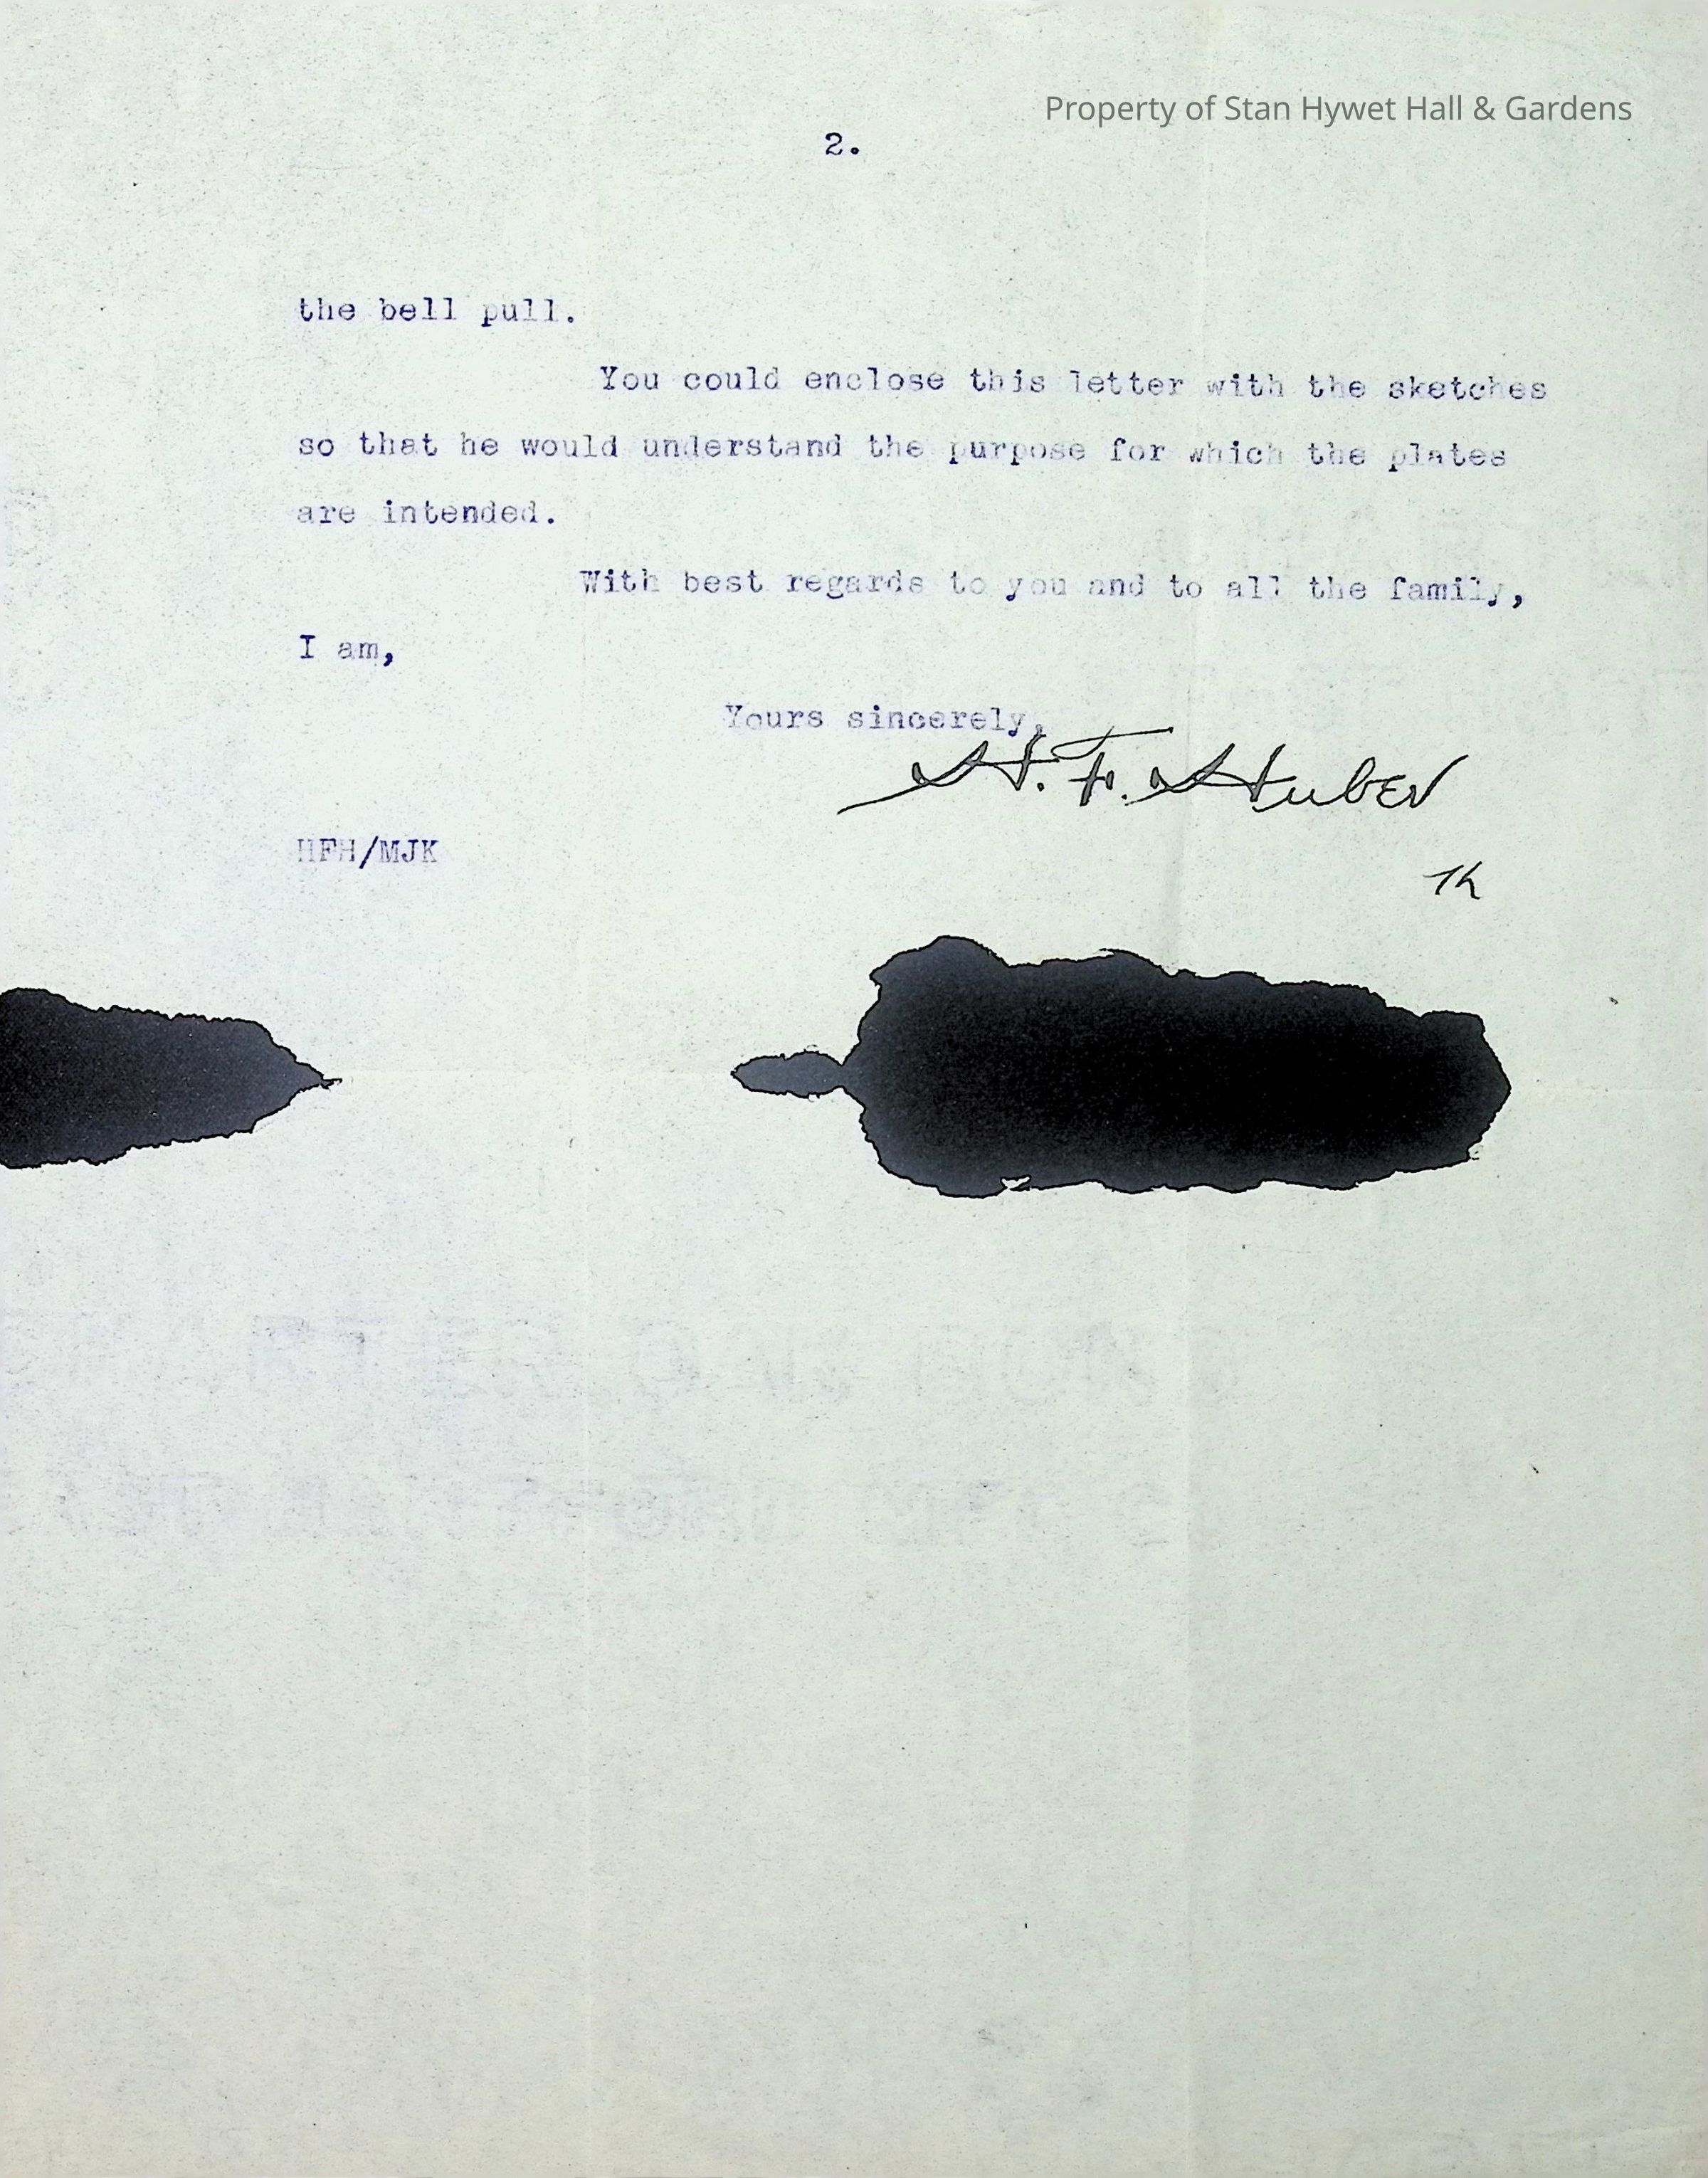 Property of Stan Hywet Hall & Gardens
2.
the bell pull.
You could enclose this letter with the sketches
so that he would understand the purpose for which the plates
are intended.
With best regards to you and to all the family,
I am,
Yours sincerely,
H. F. Huber
HFH/MJK